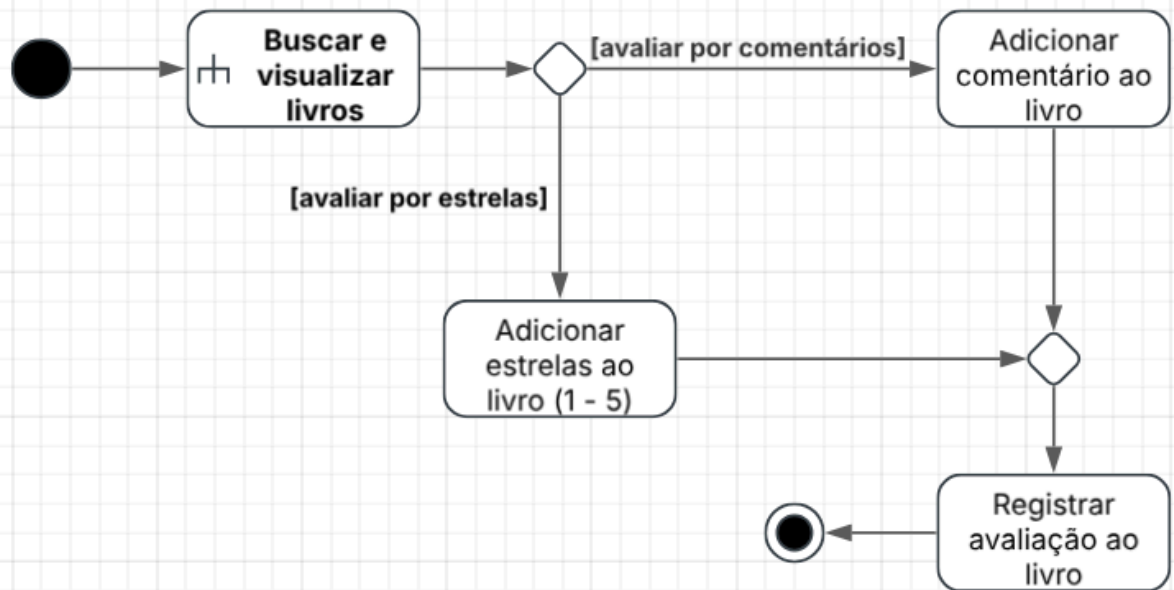 Buscar e
visualizar
livros
[avaliar por comentários]
Adicionar
comentário ao
livro
[avaliar por estrelas]
Adicionar
estrelas ao
livro (1 - 5)
Registrar
avaliação ao
livro